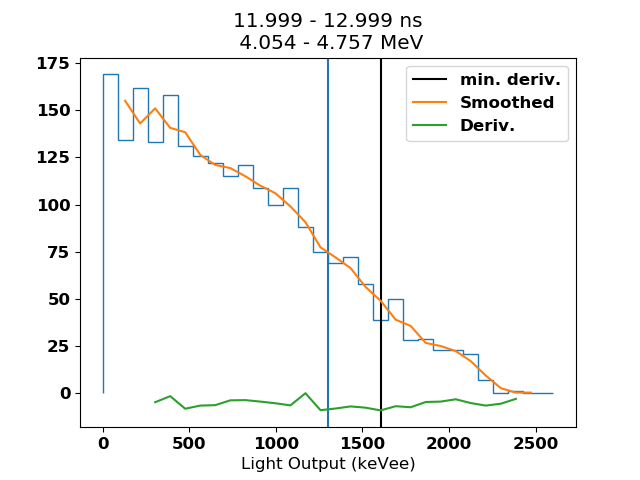 11.999 - 12.999 ns
4.054 - 4.757 MeV
175
150
125
100
75
50
25
0
min. deriv.
Smoothed
Deriv.
0 500 1000 1500 2000 2500
Light Output (keVee)